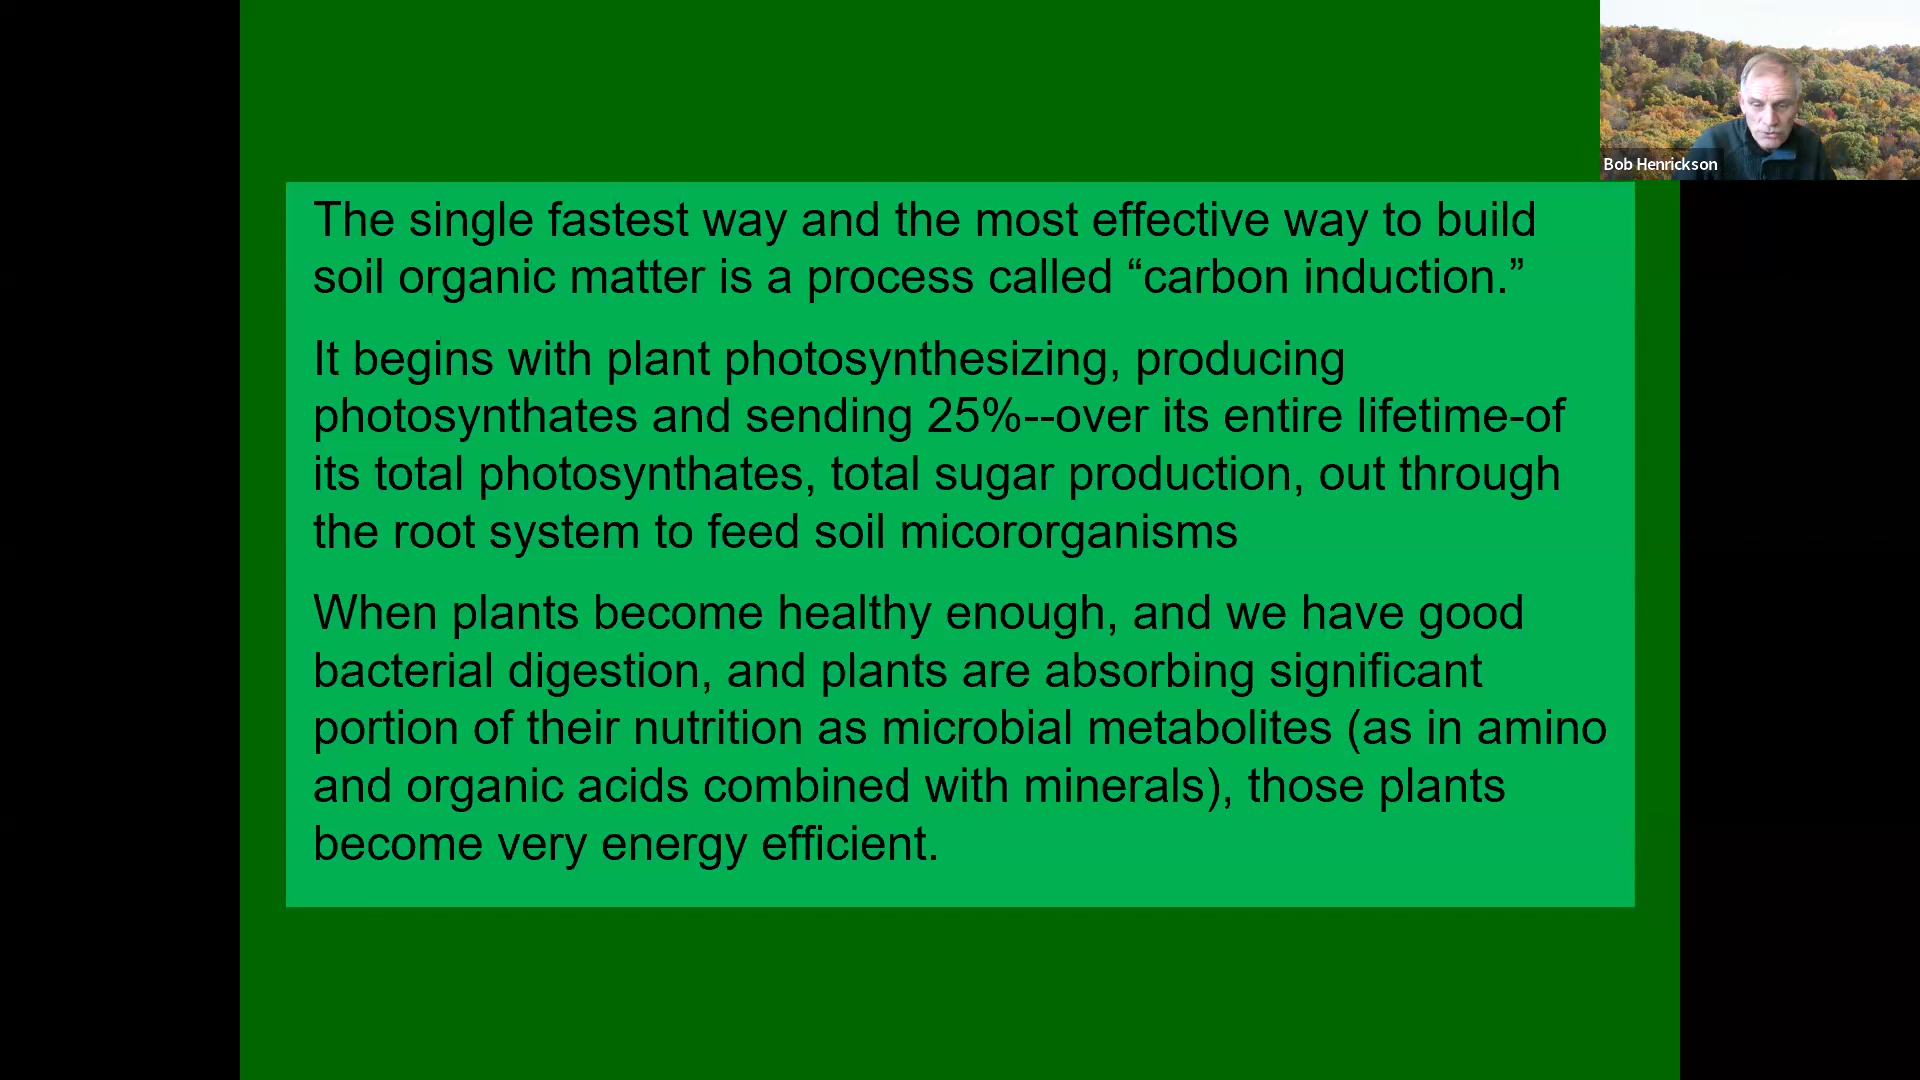 Bob Henrickson
The single fastest way and the most effective way to build
soil organic matter is a process called “carbon induction.”
It begins with plant photosynthesizing, producing
photosynthates and sending 25%--over its entire lifetime-of
its total photosynthates, total sugar production, out through
the root system to feed soil micororganisms
When plants become healthy enough, and we have good
bacterial digestion, and plants are absorbing significant
portion of their nutrition as microbial metabolites (as in amino
and organic acids combined with minerals), those plants
become very energy efficient.